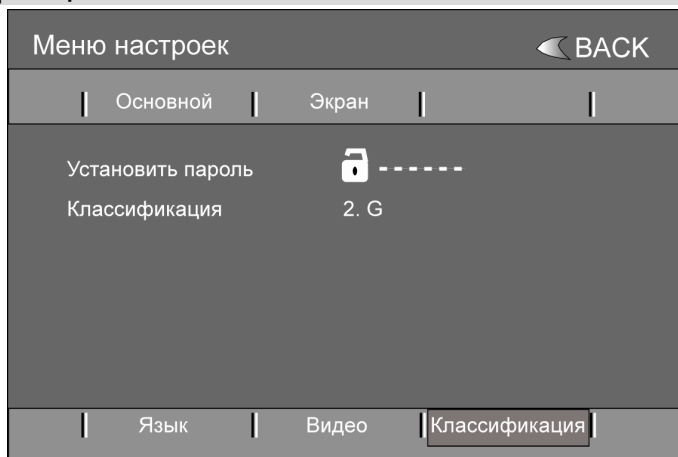 Меню настроек BACK
Основной Экран
Установить пароль ------
Классификация 2. G
Язык Видео Классификация